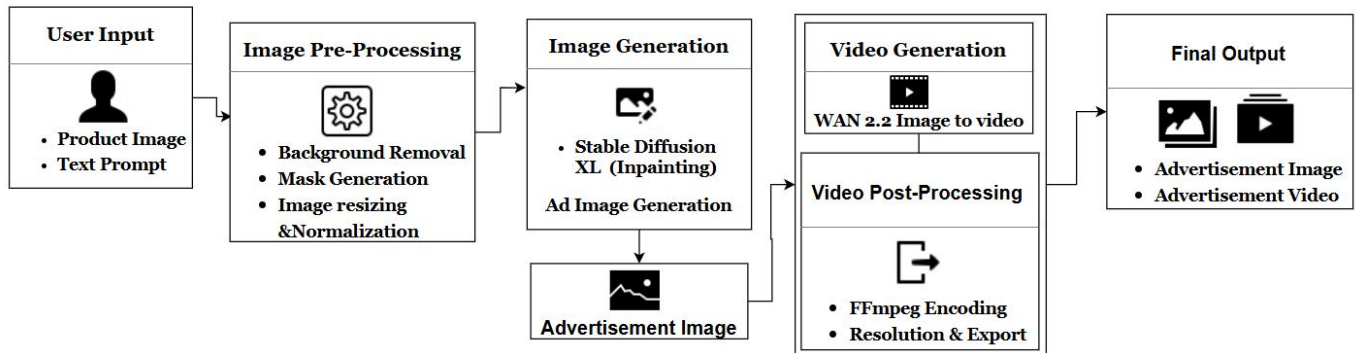 User Input
• Product Image
• Text Prompt
Image Pre-Processing
• Background Removal
• Mask Generation
• Image resizing
&Normalization
Image Generation
• Stable Diffusion
XL (Inpainting)
Ad Image Generation
Advertisement Image
Video Generation
WAN 2.2 Image to video
Video Post-Processing
• FFmpeg Encoding
• Resolution & Export
Final Output
• Advertisement Image
• Advertisement Video